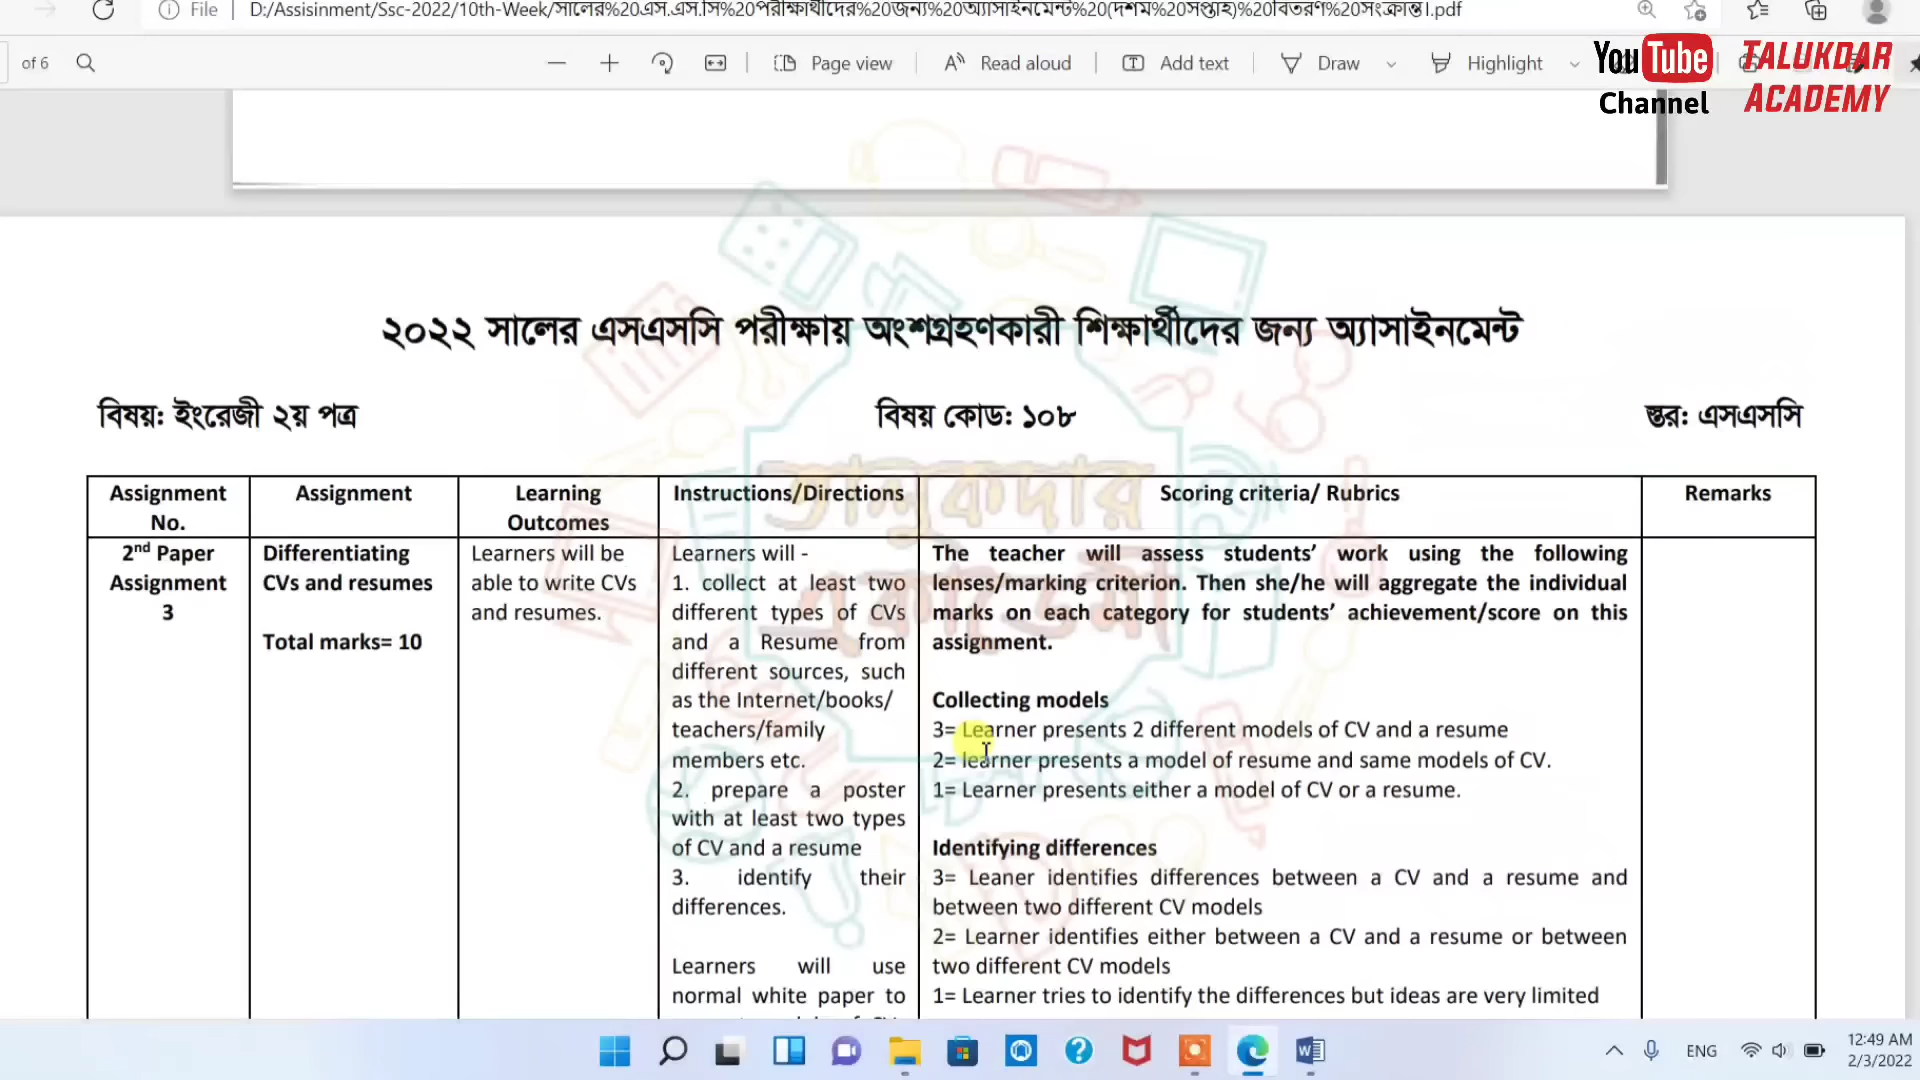 File D:/Assisinment/Ssc-2022/10th-Week/সালের%20এস.এস.সি%20পরীক্ষার্থীদের%20জন্য%20অ্যাসাইনমেন্ট%20(দশম%20সপ্তাহ)%20বিতরণ%20সংক্রান্ত।.pdf
of 6 Page view Read aloud Add text Draw Highlight
YouTube TALUKDAR
Channel ACADEMY
২০২২ সালের এসএসসি পরীক্ষায় অংশগ্রহণকারী শিক্ষার্থীদের জন্য অ্যাসাইনমেন্ট
বিষয়: ইংরেজী ২য় পত্র বিষয় কোড: ১০৮ স্তর: এসএসসি
তালুকদার
একাডেমী
Assignment No.
Assignment
Learning Outcomes
Instructions/Directions
Scoring criteria/ Rubrics
Remarks
2nd Paper
Assignment
3
Differentiating
CVs and resumes
Total marks= 10
Learners will be
able to write CVs
and resumes.
Learners will -
1. collect at least two
different types of CVs
and a Resume from
different sources, such
as the Internet/books/
teachers/family
members etc.
2. prepare a poster
with at least two types
of CV and a resume
3. identify their
differences.
Learners will use
normal white paper to
The teacher will assess students’ work using the following
lenses/marking criterion. Then she/he will aggregate the individual
marks on each category for students’ achievement/score on this
assignment.
Collecting models
3= Learner presents 2 different models of CV and a resume
2= learner presents a model of resume and same models of CV.
1= Learner presents either a model of CV or a resume.
Identifying differences
3= Leaner identifies differences between a CV and a resume and
between two different CV models
2= Learner identifies either between a CV and a resume or between
two different CV models
1= Learner tries to identify the differences but ideas are very limited
ENG
12:49 AM
2/3/2022